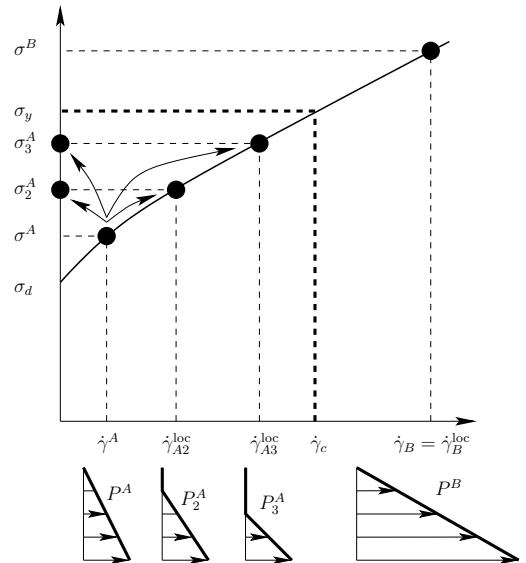 σ^B
σ_y
σ_3^A
σ_2^A
σ^A
σ_d
γ̇^A γ̇_{A2}^{loc} γ̇_{A3}^{loc} γ̇_c γ̇_B = γ̇_B^{loc}
P^A P_2^A P_3^A P^B